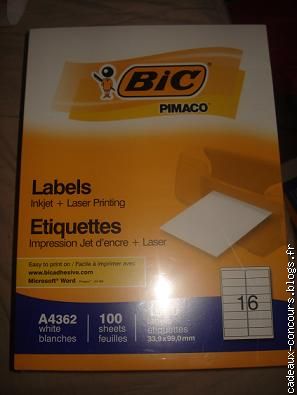 BiC
PIMACO
Labels
Inkjet + Laser Printing
Etiquettes
Impression Jet d'encre + Laser
Easy to print on / Facile à imprimer avec
www.bicadhesive.com
Microsoft® Word
16
A4362
white
blanches
100
sheets
feuilles
étiquettes
33,9x99,0mm
cadeaux-concours.blogs.fr